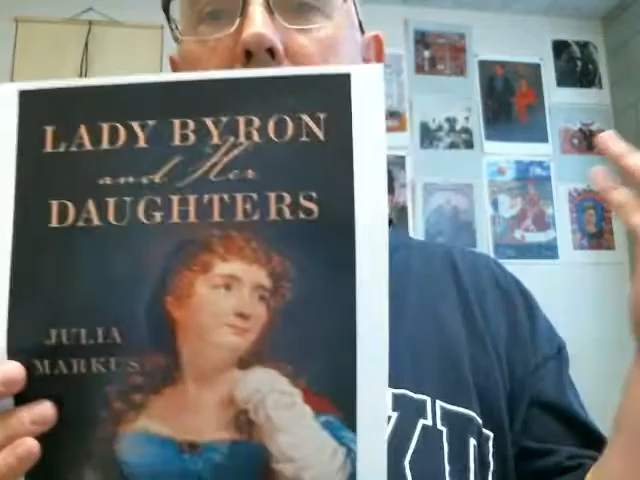 LADY BYRON
and Her
DAUGHTERS
JULIA
MARKUS